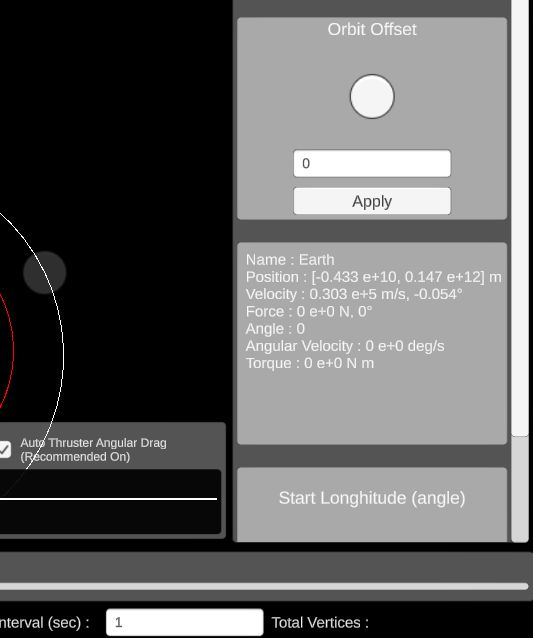 Orbit Offset
0
Apply
Name : Earth
Position : [-0.433 e+10, 0.147 e+12] m
Velocity : 0.303 e+5 m/s, -0.054°
Force : 0 e+0 N, 0°
Angle : 0
Angular Velocity : 0 e+0 deg/s
Torque : 0 e+0 N m
Auto Thruster Angular Drag
(Recommended On)
Start Longhitude (angle)
nterval (sec) : 1 Total Vertices :